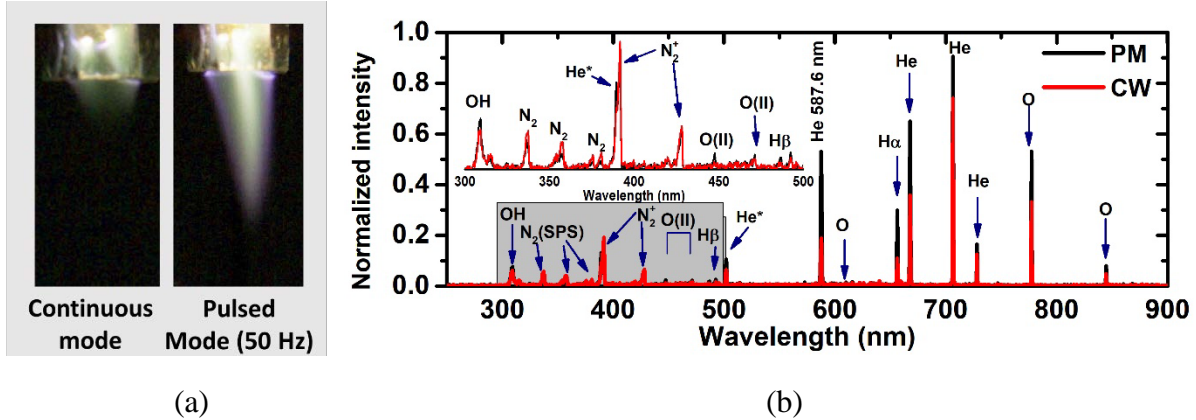 Continuous
mode
Pulsed
Mode (50 Hz)
(a)
Normalized intensity
1.0
0.8
0.6
0.4
0.2
0.0
300
400
500
600
700
800
900
Wavelength (nm)
PM
CW
OH
N₂
N₂
N₂
He*
N₂⁺
O(II)
O(II)
Hβ
300
350
400
450
500
Wavelength (nm)
OH
N₂(SPS)
N₂⁺
O(II)
Hβ
He*
He 587.6 nm
O
Hα
He
He
He
O
O
(b)